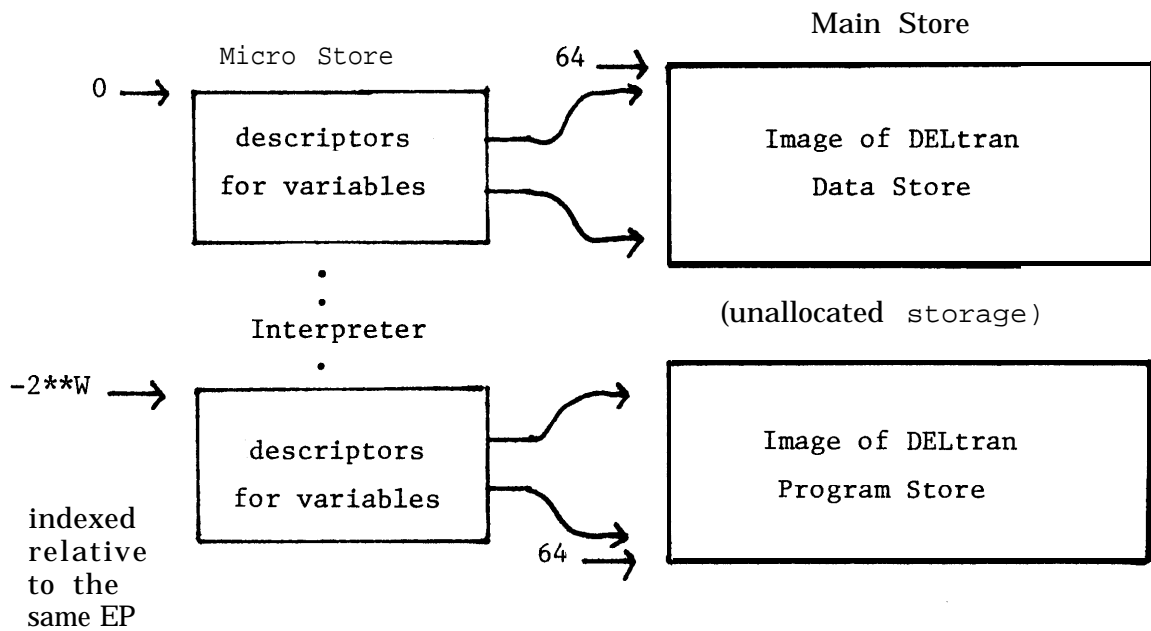 Main Store
Micro Store
64
0
descriptors
for variables
Image of DELtran
Data Store
Interpreter
(unallocated storage)
-2**W
descriptors
for variables
Image of DELtran
Program Store
indexed
relative
to the
same EP
64